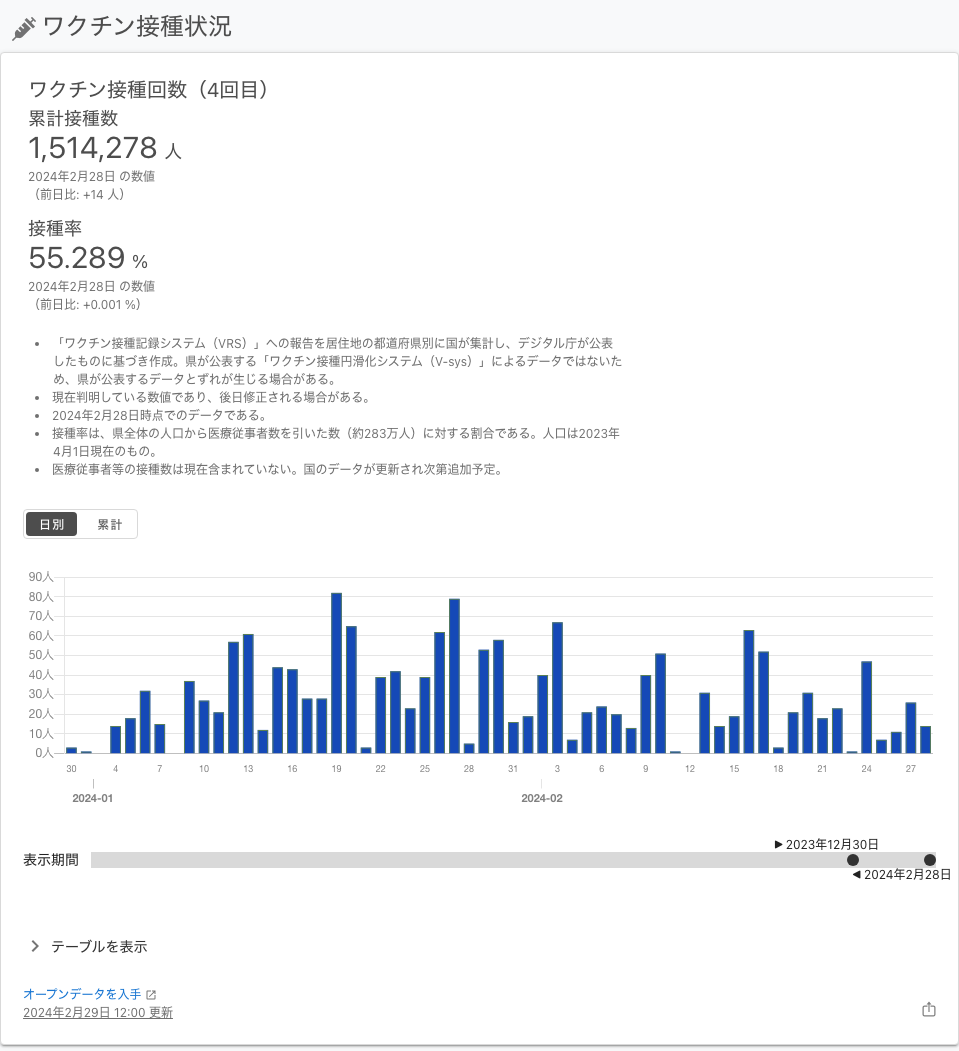 ワクチン接種状況
ワクチン接種回数（4回目）
累計接種数
1,514,278 人
2024年2月28日 の数値
（前日比: +14 人）
接種率
55.289 %
2024年2月28日 の数値
（前日比: +0.001 %）
• 「ワクチン接種記録システム（VRS）」への報告を居住地の都道府県別に国が集計し、デジタル庁が公表
したものに基づき作成。県が公表する「ワクチン接種円滑化システム（V-sys）」によるデータではないた
め、県が公表するデータとずれが生じる場合がある。
• 現在判明している数値であり、後日修正される場合がある。
• 2024年2月28日時点でのデータである。
• 接種率は、県全体の人口から医療従事者数を引いた数（約283万人）に対する割合である。人口は2023年
4月1日現在のもの。
• 医療従事者等の接種数は現在含まれていない。国のデータが更新され次第追加予定。
日別 累計
90人
80人
70人
60人
50人
40人
30人
20人
10人
0人
30 4 7 10 13 16 19 22 25 28 31 3 6 9 12 15 18 21 24 27
2024-01 2024-02
▶ 2023年12月30日
表示期間
◀ 2024年2月28日
テーブルを表示
オープンデータを入手
2024年2月29日 12:00 更新